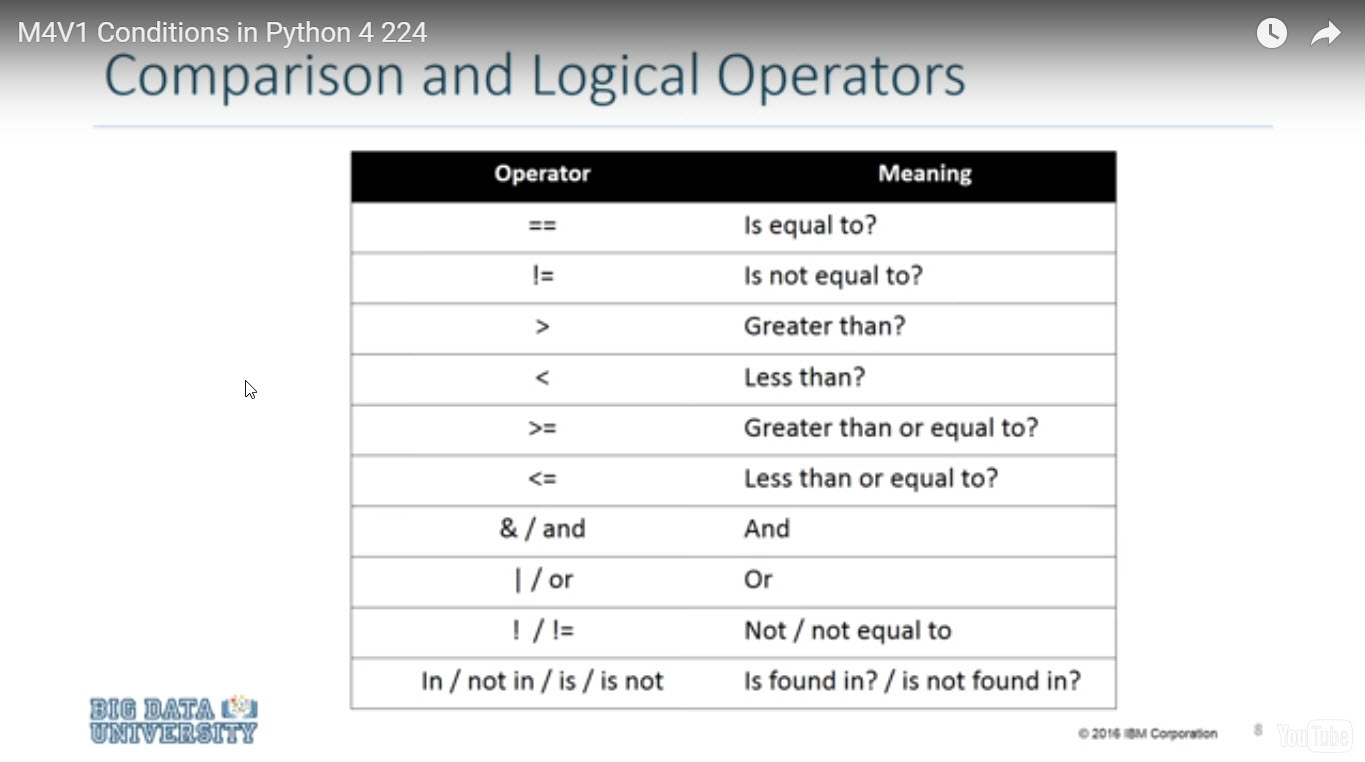 M4V1 Conditions in Python 4 224
Comparison and Logical Operators
Operator Meaning
== Is equal to?
!= Is not equal to?
> Greater than?
< Less than?
>= Greater than or equal to?
<= Less than or equal to?
& / and And
| / or Or
! / != Not / not equal to
In / not in / is / is not Is found in? / is not found in?
BIG DATA
UNIVERSITY
© 2016 IBM Corporation 8 YouTube